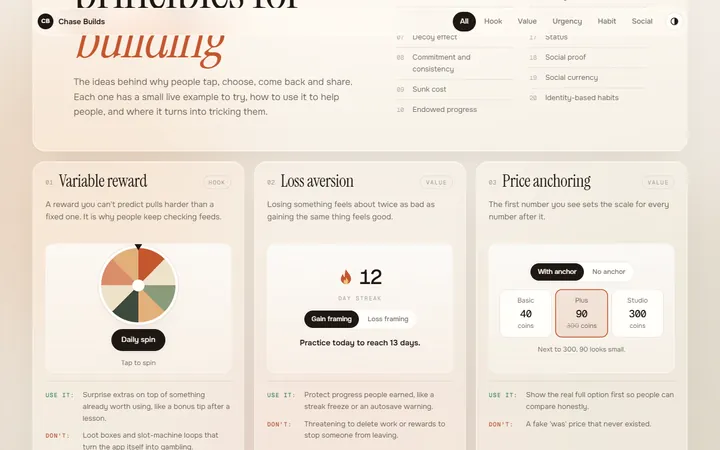 principles for
building
CB Chase Builds
All Hook Value Urgency Habit Social
The ideas behind why people tap, choose, come back and share.
Each one has a small live example to try, how to use it to help
people, and where it turns into tricking them.
07 Decay effect
08 Commitment and
consistency
09 Sunk cost
10 Endowed progress
17 Status
18 Social proof
19 Social currency
20 Identity-based habits
01 Variable reward HOOK
A reward you can't predict pulls harder than a
fixed one. It is why people keep checking feeds.
Daily spin
Tap to spin
USE IT: Surprise extras on top of something
already worth using, like a bonus tip after a
lesson.
DON'T: Loot boxes and slot-machine loops that
turn the app itself into gambling.
02 Loss aversion VALUE
Losing something feels about twice as bad as
gaining the same thing feels good.
12
DAY STREAK
Gain framing Loss framing
Practice today to reach 13 days.
USE IT: Protect progress people earned, like a
streak freeze or an autosave warning.
DON'T: Threatening to delete work or rewards to
stop someone from leaving.
03 Price anchoring VALUE
The first number you see sets the scale for every
number after it.
With anchor No anchor
Basic
40
coins
Plus
90
300 coins
Studio
300
coins
Next to 300, 90 looks small.
USE IT: Show the real full option first so people can
compare honestly.
DON'T: A fake 'was' price that never existed.